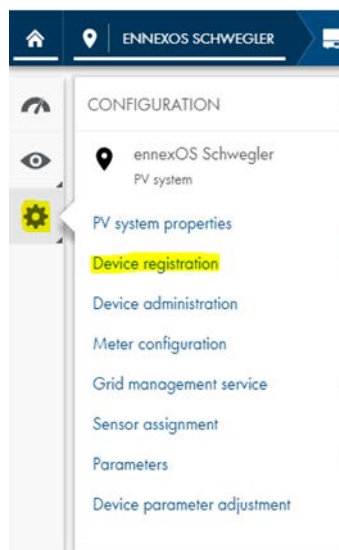 ENNEXOS SCHWEGLER
CONFIGURATION
ennexOS Schwegler
PV system
PV system properties
Device registration
Device administration
Meter configuration
Grid management service
Sensor assignment
Parameters
Device parameter adjustment